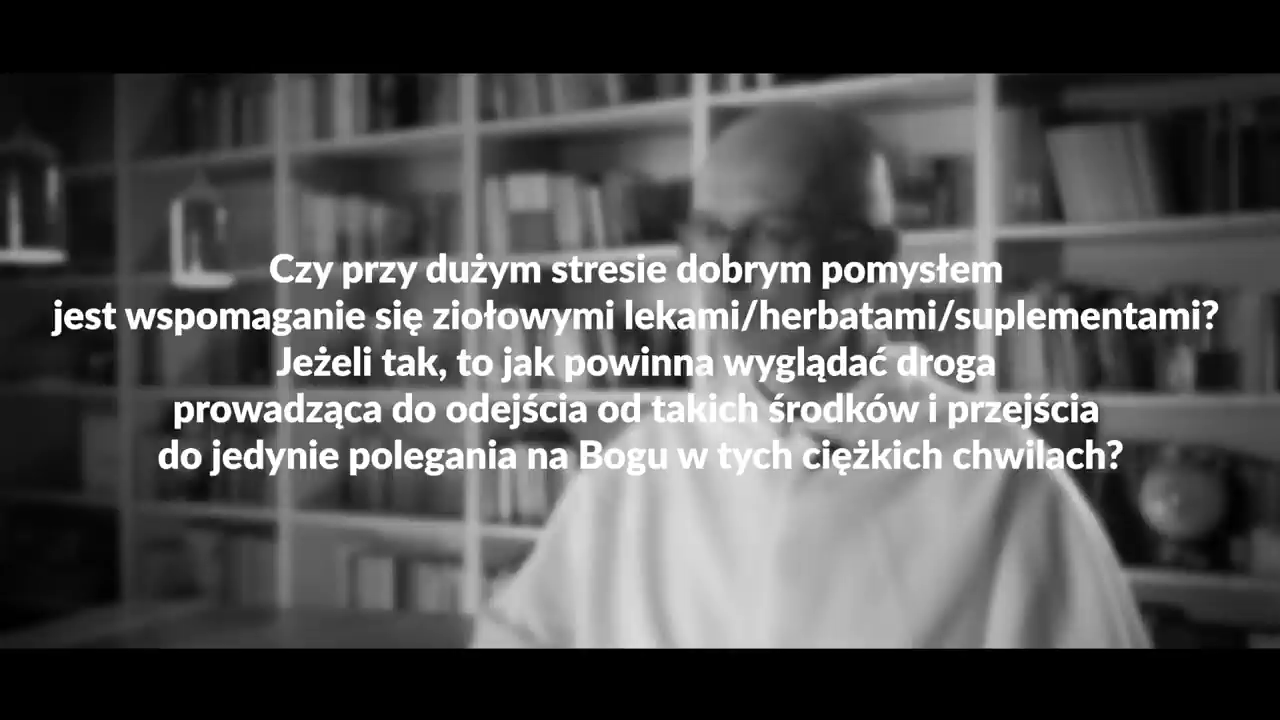 Czy przy dużym stresie dobrym pomysłem
jest wspomaganie się ziołowymi lekami/herbatami/suplementami?
Jeżeli tak, to jak powinna wyglądać droga
prowadząca do odejścia od takich środków i przejścia
do jedynie polegania na Bogu w tych ciężkich chwilach?